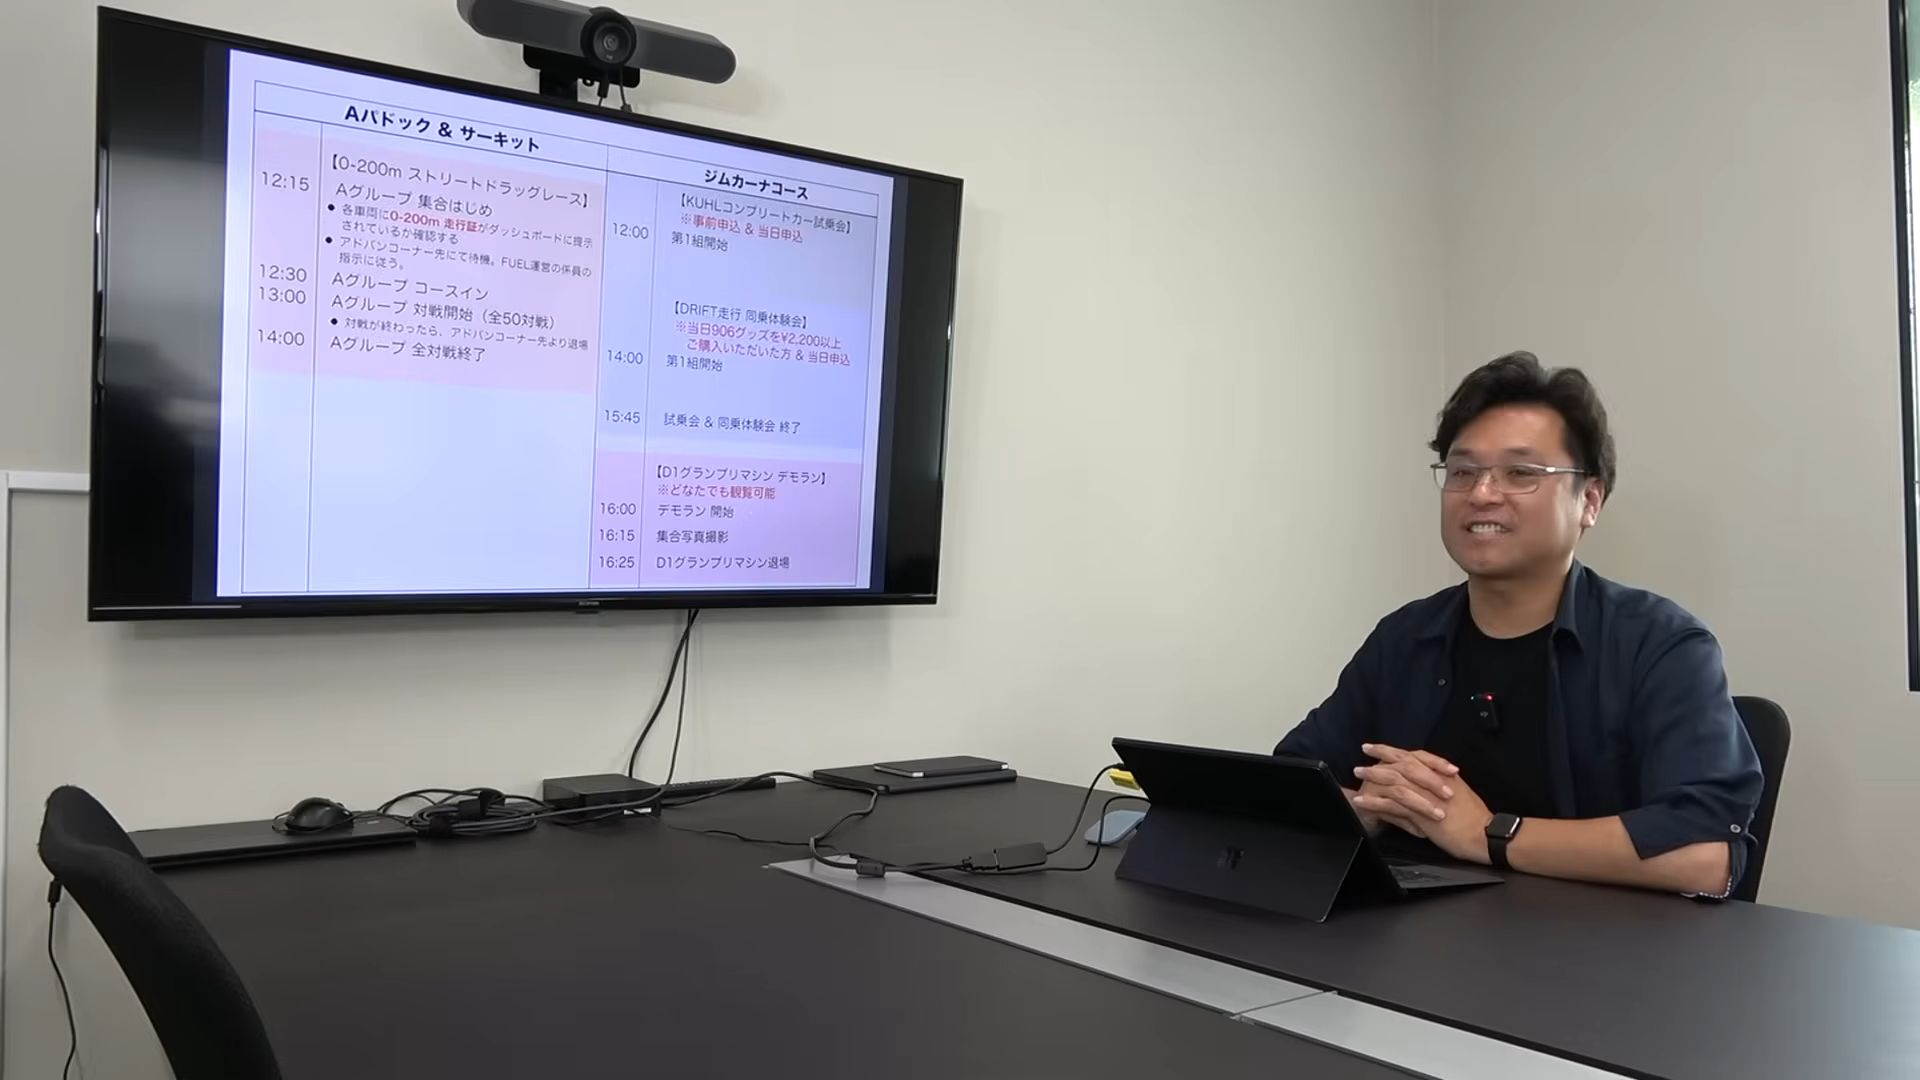 Aパドック & サーキット
12:15
【0-200m ストリートドラッグレース】
Aグループ 集合はじめ
● 各車両に0-200m 走行証がダッシュボードに提示
されているか確認する
● アドバンコーナー先にて待機。FUEL運営の係員の
指示に従う。
12:30 Aグループ コースイン
13:00 Aグループ 対戦開始（全50対戦）
● 対戦が終わったら、アドバンコーナー先より退場
14:00 Aグループ 全対戦終了
ジムカーナコース
【KUHLコンプリートカー試乗会】
※事前申込 & 当日申込
12:00 第1組開始
【DRIFT走行 同乗体験会】
※当日906グッズを¥2,200以上
ご購入いただいた方 & 当日申込
14:00 第1組開始
15:45 試乗会 & 同乗体験会 終了
【D1グランプリマシン デモラン】
※どなたでも観覧可能
16:00 デモラン 開始
16:15 集合写真撮影
16:25 D1グランプリマシン退場